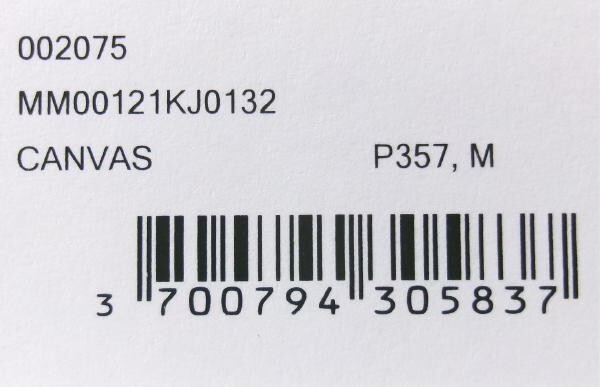 002075
MM00121KJ0132
CANVAS P357, M
3 700794 305837